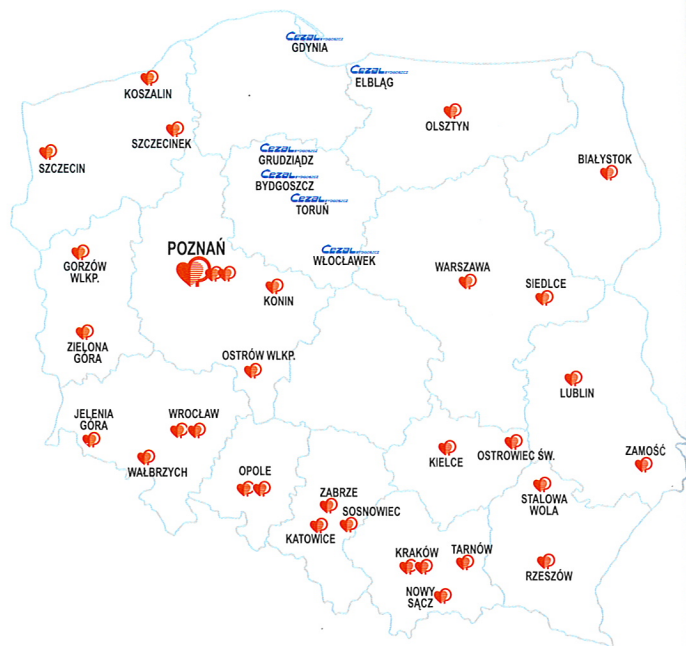 Cezal
GDYNIA
Cezal
ELBLĄG
KOSZALIN
OLSZTYN
SZCZECINEK
SZCZECIN
Cezal
GRUDZIĄDZ
BIAŁYSTOK
Cezal
BYDGOSZCZ
Cezal
TORUŃ
POZNAŃ
Cezal
WŁOCŁAWEK
GORZÓW
WLKP.
WARSZAWA
SIEDLCE
KONIN
ZIELONA
GÓRA
OSTRÓW WLKP.
LUBLIN
JELENIA
GÓRA
WROCŁAW
KIELCE
OSTROWIEC ŚW.
ZAMOŚĆ
WAŁBRZYCH
OPOLE
STALOWA
WOLA
ZABRZE
SOSNOWIEC
KATOWICE
KRAKÓW
TARNÓW
RZESZÓW
NOWY
SĄCZ